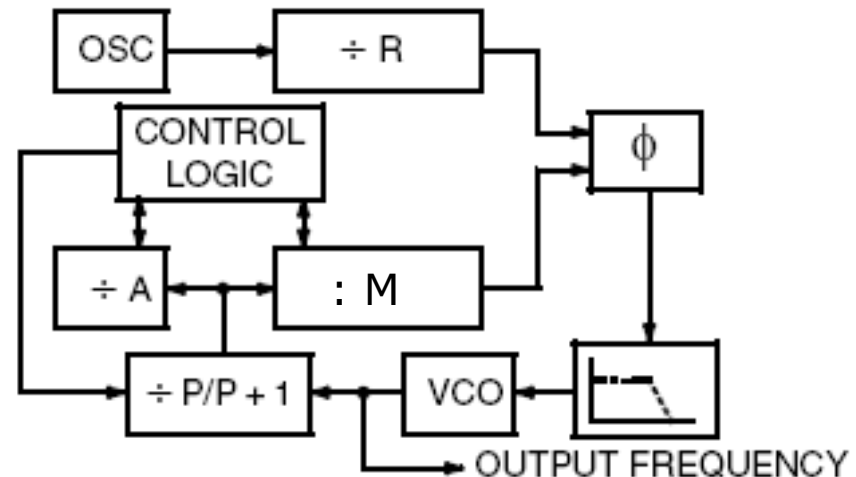 OSC
÷ R
CONTROL
LOGIC
ϕ
÷ A
: M
÷ P/P + 1
VCO
OUTPUT FREQUENCY